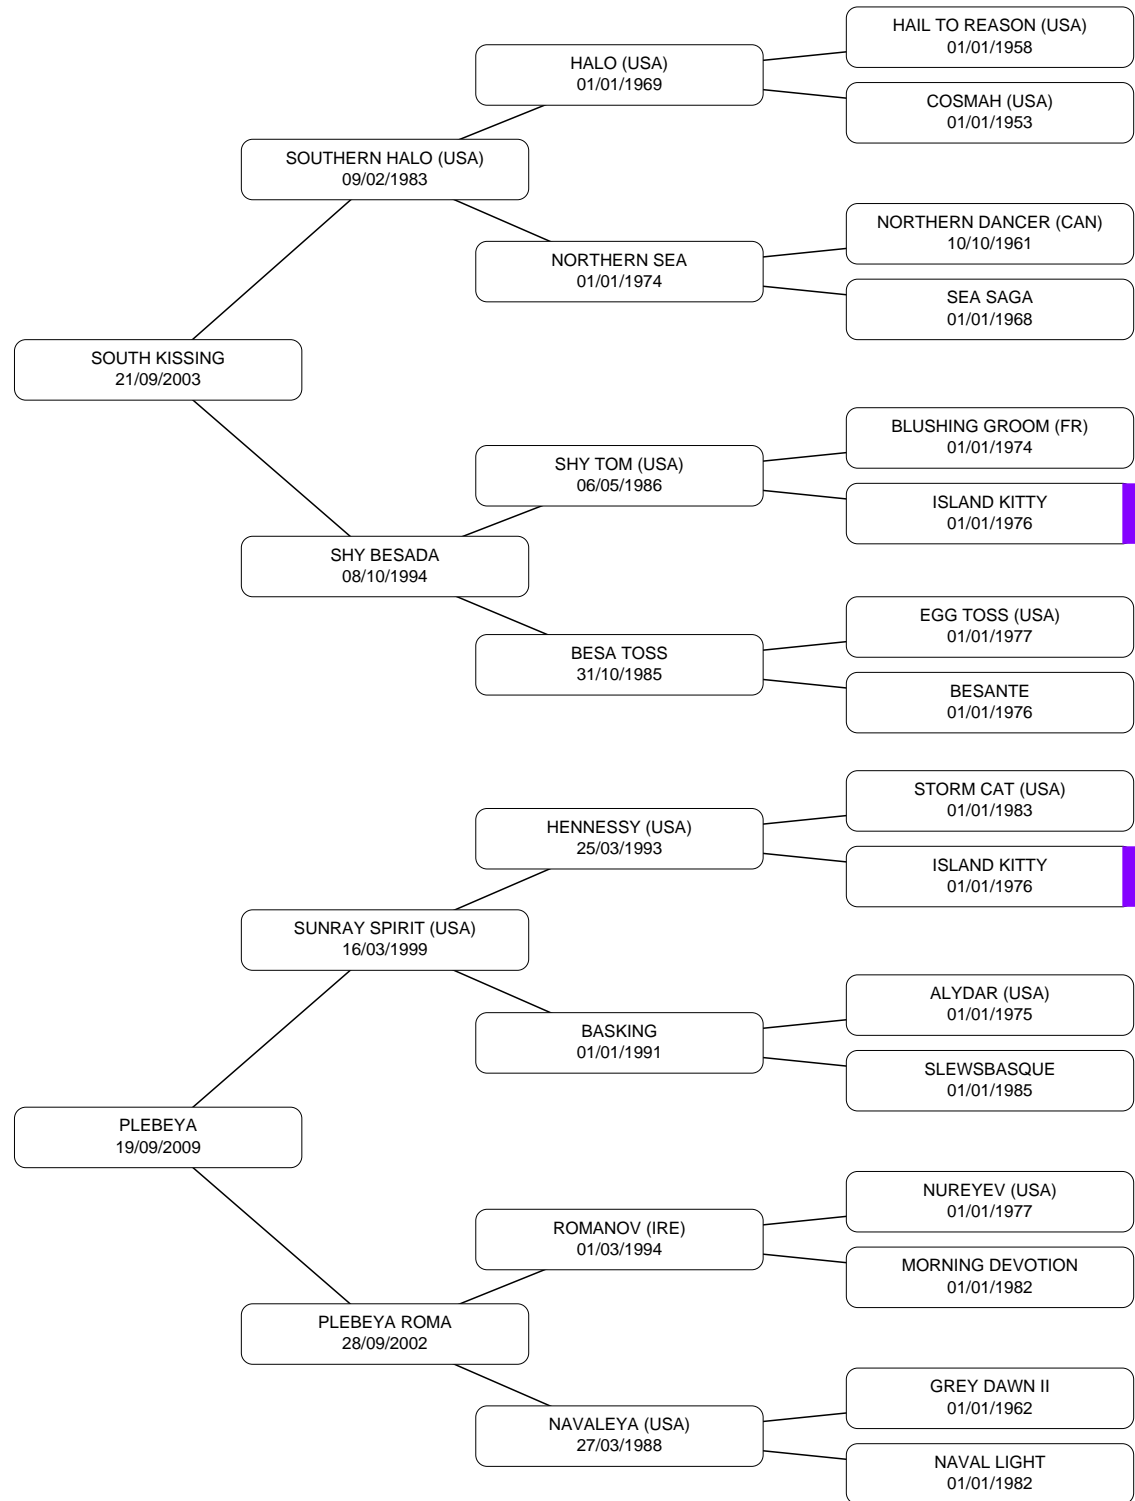 HAIL TO REASON (USA)
01/01/1958
HALO (USA)
01/01/1969
COSMAH (USA)
01/01/1953
SOUTHERN HALO (USA)
09/02/1983
NORTHERN DANCER (CAN)
10/10/1961
NORTHERN SEA
01/01/1974
SEA SAGA
01/01/1968
SOUTH KISSING
21/09/2003
BLUSHING GROOM (FR)
01/01/1974
SHY TOM (USA)
06/05/1986
ISLAND KITTY
01/01/1976
SHY BESADA
08/10/1994
EGG TOSS (USA)
01/01/1977
BESA TOSS
31/10/1985
BESANTE
01/01/1976
STORM CAT (USA)
01/01/1983
HENNESSY (USA)
25/03/1993
ISLAND KITTY
01/01/1976
SUNRAY SPIRIT (USA)
16/03/1999
ALYDAR (USA)
01/01/1975
BASKING
01/01/1991
SLEWSBASQUE
01/01/1985
PLEBEYA
19/09/2009
NUREYEV (USA)
01/01/1977
ROMANOV (IRE)
01/03/1994
MORNING DEVOTION
01/01/1982
PLEBEYA ROMA
28/09/2002
GREY DAWN II
01/01/1962
NAVALEYA (USA)
27/03/1988
NAVAL LIGHT
01/01/1982